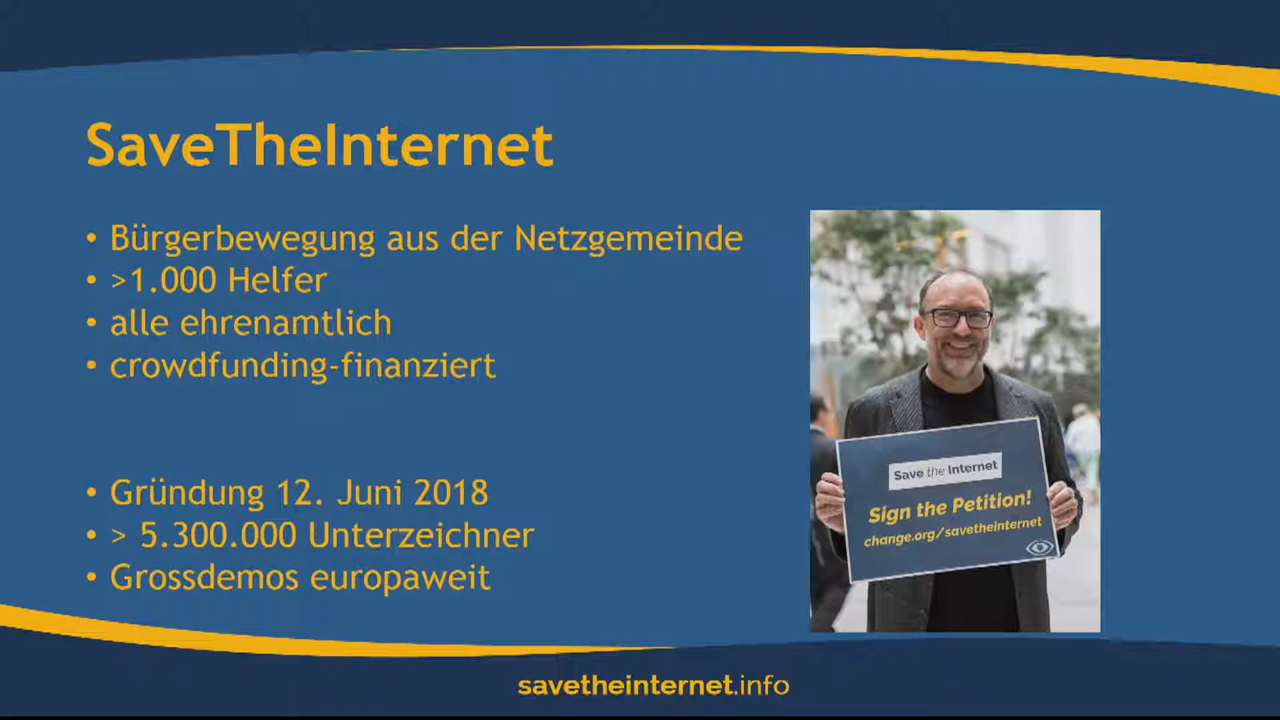 SaveTheInternet
• Bürgerbewegung aus der Netzgemeinde
• >1.000 Helfer
• alle ehrenamtlich
• crowdfunding-finanziert
• Gründung 12. Juni 2018
• > 5.300.000 Unterzeichner
• Grossdemos europaweit
Save the Internet
Sign the Petition!
change.org/savetheinternet
savetheinternet.info